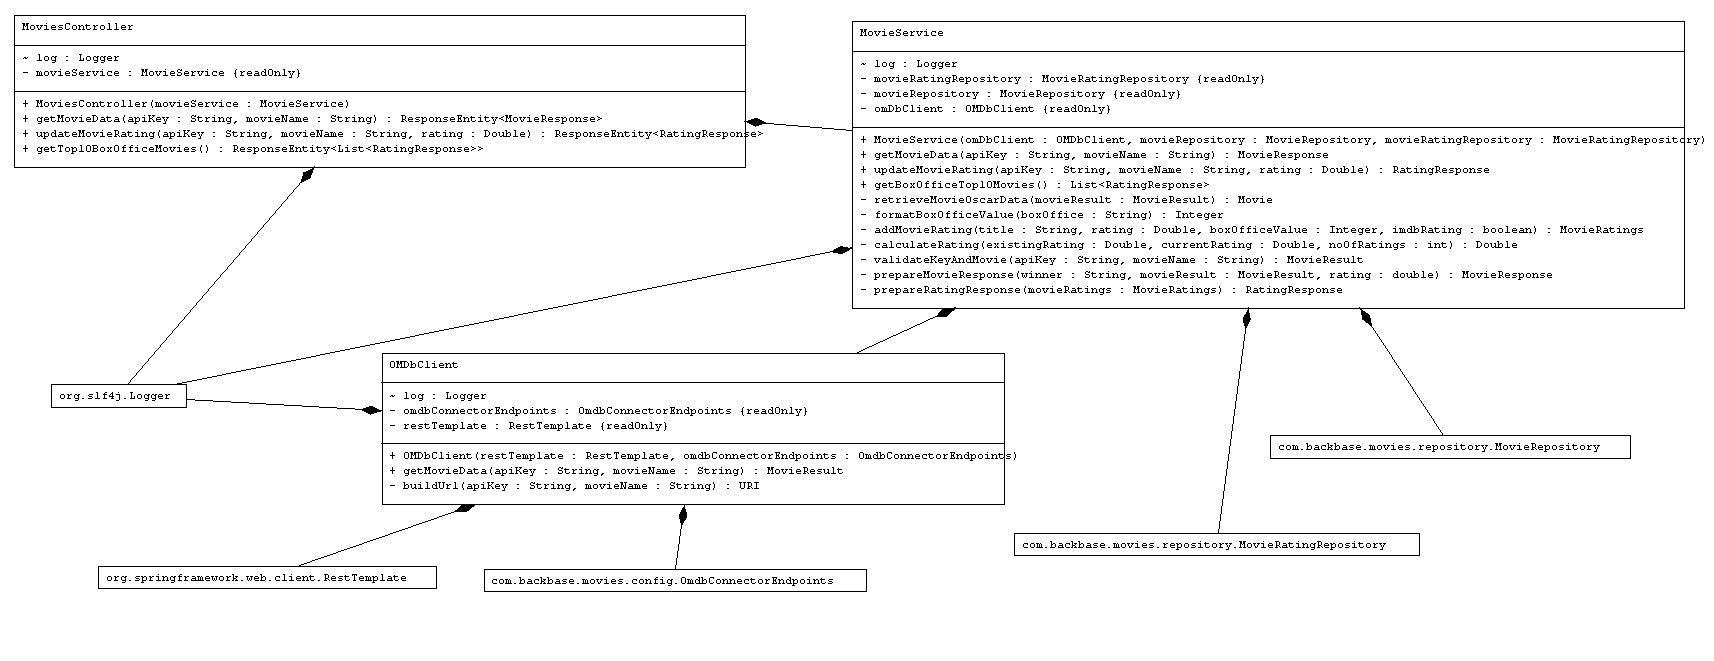 MoviesController
~ log : Logger
- movieService : MovieService {readOnly}
+ MoviesController(movieService : MovieService)
+ getMovieData(apiKey : String, movieName : String) : ResponseEntity<MovieResponse>
+ updateMovieRating(apiKey : String, movieName : String, rating : Double) : ResponseEntity<RatingResponse>
+ getTop10BoxOfficeMovies() : ResponseEntity<List<RatingResponse>>
MovieService
~ log : Logger
- movieRatingRepository : MovieRatingRepository {readOnly}
- movieRepository : MovieRepository {readOnly}
- omDbClient : OMDbClient {readOnly}
+ MovieService(omDbClient : OMDbClient, movieRepository : MovieRepository, movieRatingRepository : MovieRatingRepository)
+ getMovieData(apiKey : String, movieName : String) : MovieResponse
+ updateMovieRating(apiKey : String, movieName : String, rating : Double) : RatingResponse
+ getBoxOfficeTop10Movies() : List<RatingResponse>
- retrieveMovieOscarData(movieResult : MovieResult) : Movie
- formatBoxOfficeValue(boxOffice : String) : Integer
- addMovieRating(title : String, rating : Double, boxOfficeValue : Integer, imdbRating : boolean) : MovieRatings
- calculateRating(existingRating : Double, currentRating : Double, noOfRatings : int) : Double
- validateKeyAndMovie(apiKey : String, movieName : String) : MovieResult
- prepareMovieResponse(winner : String, movieResult : MovieResult, rating : double) : MovieResponse
- prepareRatingResponse(movieRatings : MovieRatings) : RatingResponse
OMDbClient
~ log : Logger
- omdbConnectorEndpoints : OmdbConnectorEndpoints {readOnly}
- restTemplate : RestTemplate {readOnly}
+ OMDbClient(restTemplate : RestTemplate, omdbConnectorEndpoints : OmdbConnectorEndpoints)
+ getMovieData(apiKey : String, movieName : String) : MovieResult
- buildUrl(apiKey : String, movieName : String) : URI
org.slf4j.Logger
com.backbase.movies.repository.MovieRepository
com.backbase.movies.repository.MovieRatingRepository
org.springframework.web.client.RestTemplate
com.backbase.movies.config.OmdbConnectorEndpoints